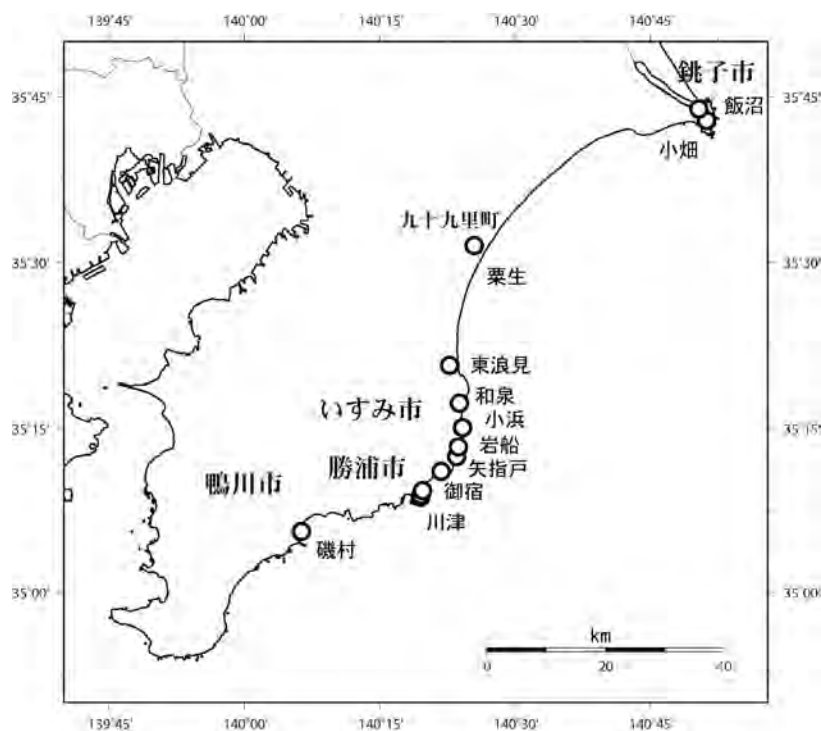 139˚45' 140˚00' 140˚15' 140˚30' 140˚45'
銚子市
35˚45' 35˚45'
飯沼
小畑
九十九里町
35˚30' 35˚30'
粟生
東浪見
和泉
いすみ市
小浜
35˚15' 35˚15'
岩船
勝浦市
矢指戸
鴨川市
御宿
川津
磯村
35˚00' 35˚00'
km
0 20 40
139˚45' 140˚00' 140˚15' 140˚30' 140˚45'